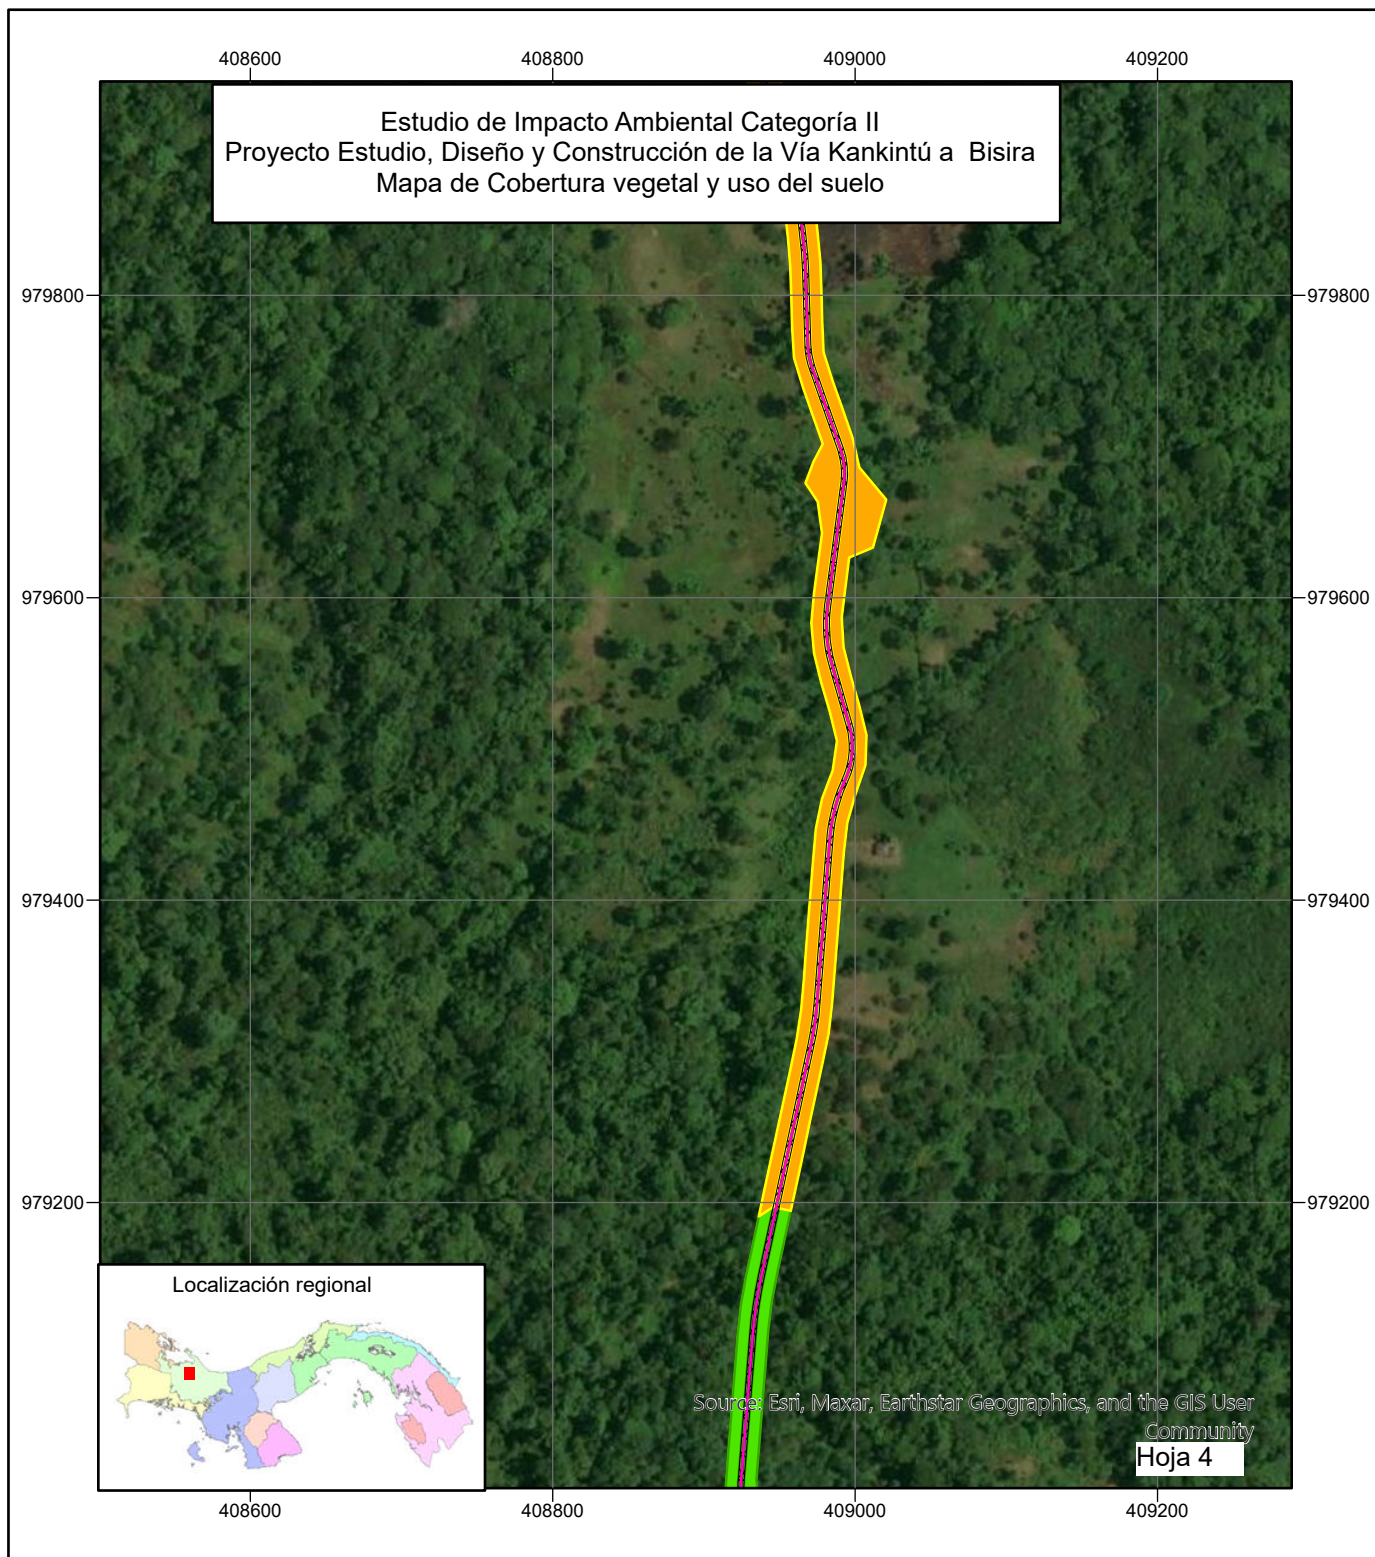 408600 408800 409000 409200
Estudio de Impacto Ambiental Categoría II
Proyecto Estudio, Diseño y Construcción de la Vía Kankintú a Bisira
Mapa de Cobertura vegetal y uso del suelo
979800 979800
979600 979600
979400 979400
979200 979200
Localización regional
Source: Esri, Maxar, Earthstar Geographics, and the GIS User
Community
Hoja 4
408600 408800 409000 409200